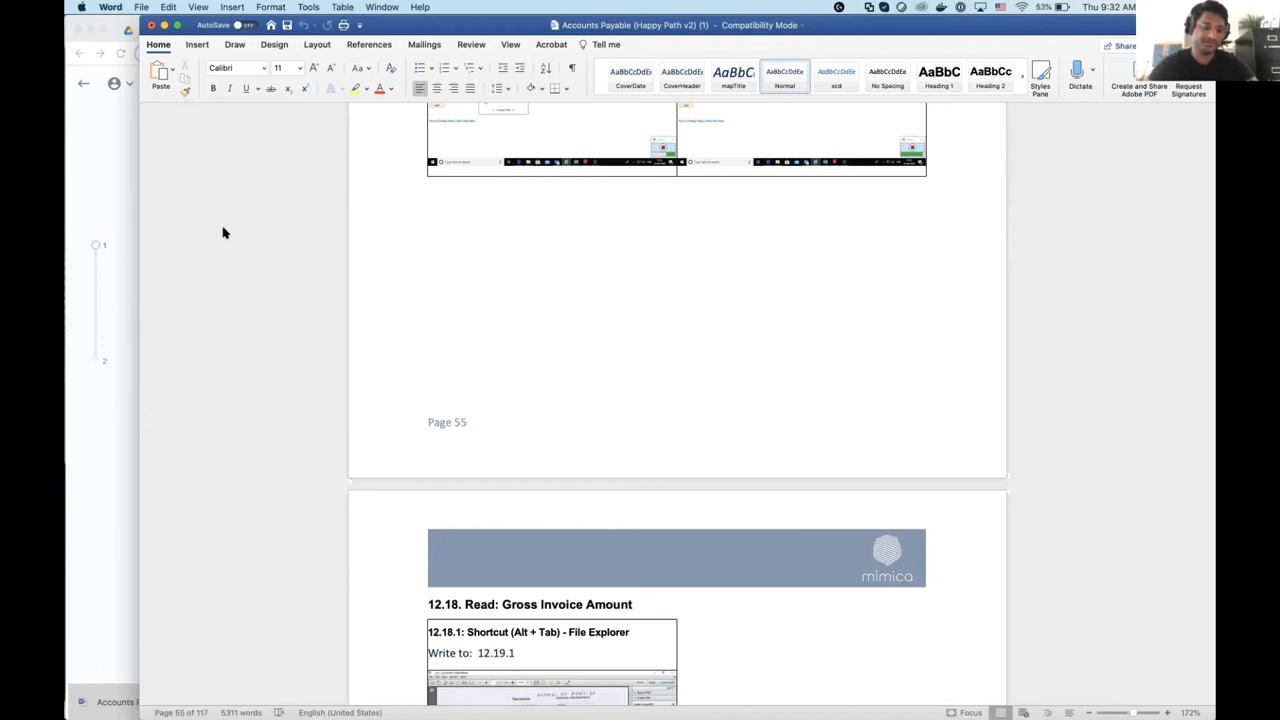 Word File Edit View Insert Format Tools Table Window Help
53% Thu 9:32 AM
AutoSave OFF
Accounts Payable (Happy Path v2) (1) - Compatibility Mode
Home Insert Draw Design Layout References Mailings Review View Acrobat Tell me
Share
Paste
Calibri 11
AaBbCcDdEe AaBbCcDdEe AaBbC AaBbCcDdEe AaBbCcDdEe AaBbCcDdEe AaBbC AaBbCc
CoverDate CoverHeader mapTitle Normal scd No Spacing Heading 1 Heading 2
Styles Pane
Dictate
Create and Share Adobe PDF
Request Signatures
1
2
Page 55
mimica
12.18. Read: Gross Invoice Amount
12.18.1: Shortcut (Alt + Tab) - File Explorer
Write to: 12.19.1
Accounts P
Page 55 of 117 5311 words English (United States) Focus 172%